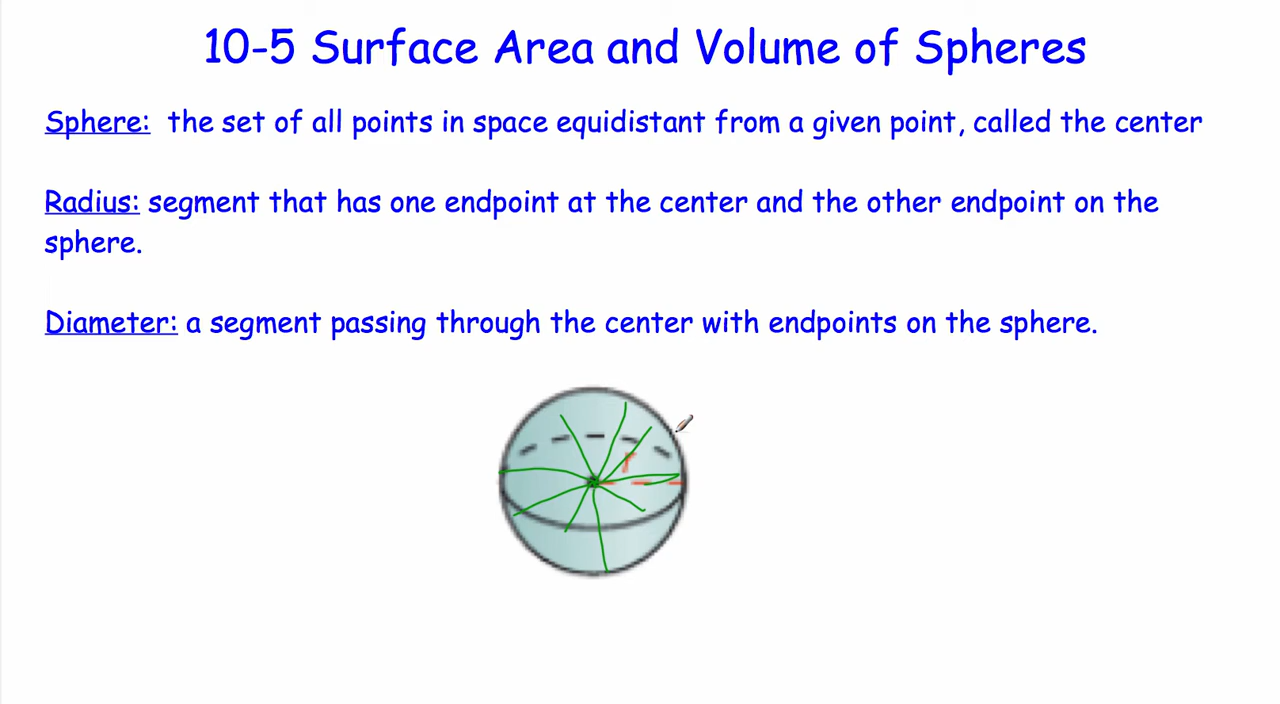 10-5 Surface Area and Volume of Spheres
Sphere: the set of all points in space equidistant from a given point, called the center
Radius: segment that has one endpoint at the center and the other endpoint on the
sphere.
Diameter: a segment passing through the center with endpoints on the sphere.
r